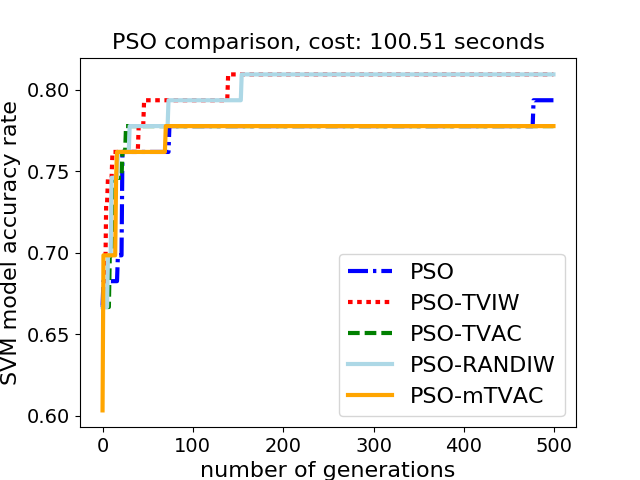 PSO comparison, cost: 100.51 seconds
SVM model accuracy rate
0.80
0.75
0.70
0.65
0.60
PSO
PSO-TVIW
PSO-TVAC
PSO-RANDIW
PSO-mTVAC
0 100 200 300 400 500
number of generations